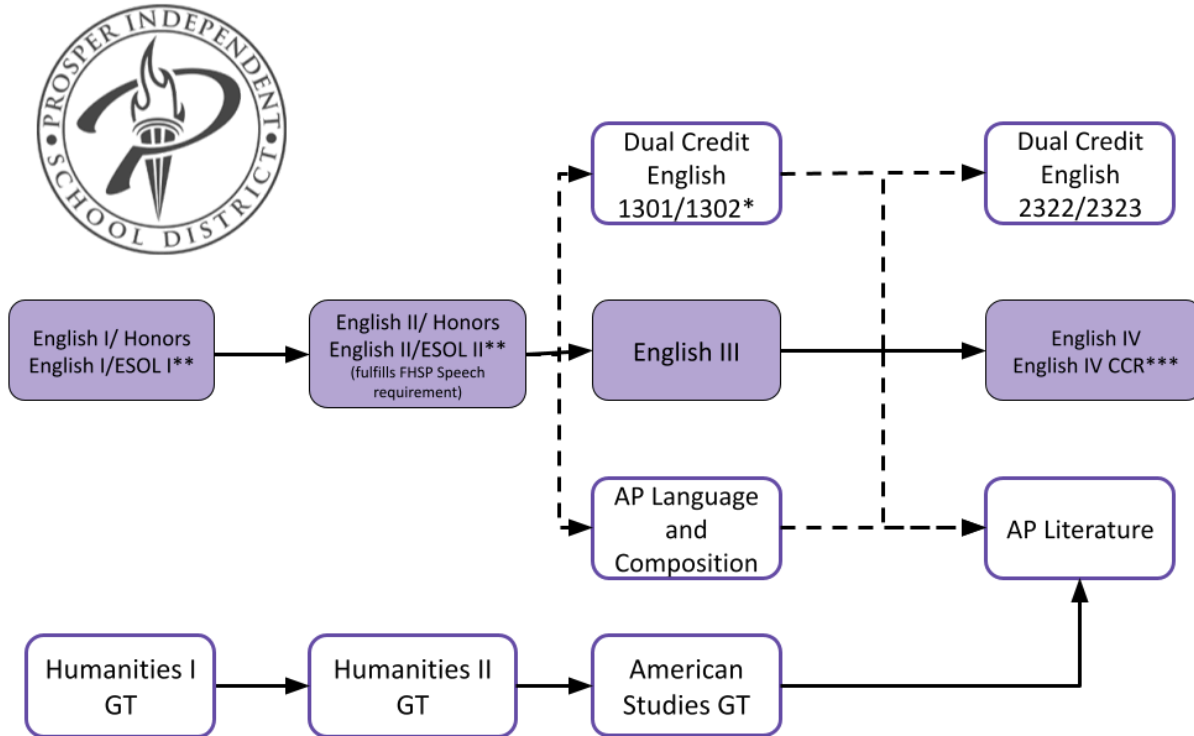 PROSPER INDEPENDENT
SCHOOL DISTRICT
Dual Credit
English
1301/1302*
Dual Credit
English
2322/2323
English I/ Honors
English I/ESOL I**
English II/ Honors
English II/ESOL II**
(fulfills FHSP Speech
requirement)
English III
English IV
English IV CCR***
AP Language
and
Composition
AP Literature
Humanities I
GT
Humanities II
GT
American
Studies GT